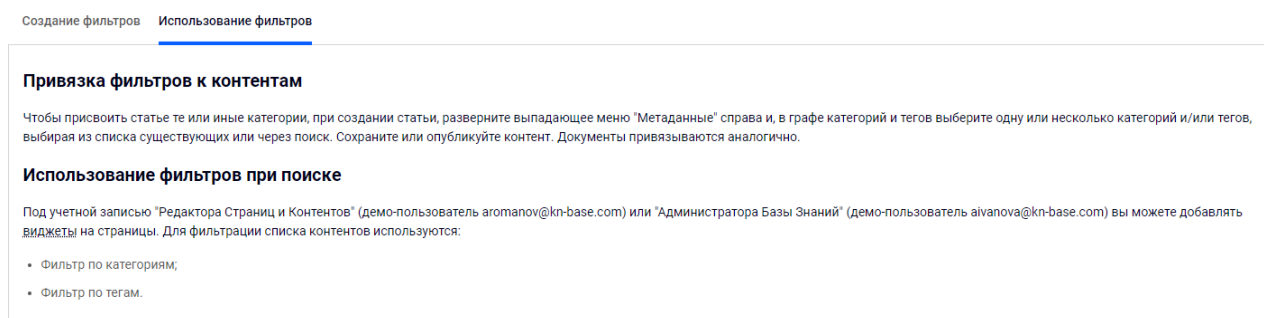 Создание фильтров Использование фильтров
Привязка фильтров к контентам
Чтобы присвоить статье те или иные категории, при создании статьи, разверните выпадающее меню "Метаданные" справа и, в графе категорий и тегов выберите одну или несколько категорий и/или тегов,
выбирая из списка существующих или через поиск. Сохраните или опубликуйте контент. Документы привязываются аналогично.
Использование фильтров при поиске
Под учетной записью "Редактора Страниц и Контентов" (демо-пользователь aromanov@kn-base.com) или "Администратора Базы Знаний" (демо-пользователь aivanova@kn-base.com) вы можете добавлять
виджеты на страницы. Для фильтрации списка контентов используются:
• Фильтр по категориям;
• Фильтр по тегам.